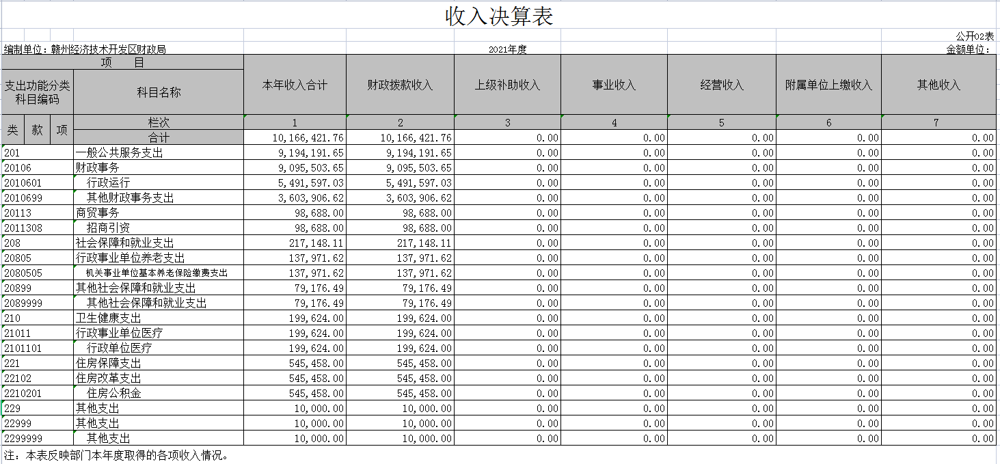 收入决算表
公开02表
编制单位：赣州经济技术开发区财政局 2021年度 金额单位：
项 目 本年收入合计 财政拨款收入 上级补助收入 事业收入 经营收入 附属单位上缴收入 其他收入
支出功能分类科目编码 科目名称
类 款 项 栏次 1 2 3 4 5 6 7
合计 10,166,421.76 10,166,421.76 0.00 0.00 0.00 0.00 0.00
201 一般公共服务支出 9,194,191.65 9,194,191.65 0.00 0.00 0.00 0.00 0.00
20106 财政事务 9,095,503.65 9,095,503.65 0.00 0.00 0.00 0.00 0.00
2010601 行政运行 5,491,597.03 5,491,597.03 0.00 0.00 0.00 0.00 0.00
2010699 其他财政事务支出 3,603,906.62 3,603,906.62 0.00 0.00 0.00 0.00 0.00
20113 商贸事务 98,688.00 98,688.00 0.00 0.00 0.00 0.00 0.00
2011308 招商引资 98,688.00 98,688.00 0.00 0.00 0.00 0.00 0.00
208 社会保障和就业支出 217,148.11 217,148.11 0.00 0.00 0.00 0.00 0.00
20805 行政事业单位养老支出 137,971.62 137,971.62 0.00 0.00 0.00 0.00 0.00
2080505 机关事业单位基本养老保险缴费支出 137,971.62 137,971.62 0.00 0.00 0.00 0.00 0.00
20899 其他社会保障和就业支出 79,176.49 79,176.49 0.00 0.00 0.00 0.00 0.00
2089999 其他社会保障和就业支出 79,176.49 79,176.49 0.00 0.00 0.00 0.00 0.00
210 卫生健康支出 199,624.00 199,624.00 0.00 0.00 0.00 0.00 0.00
21011 行政事业单位医疗 199,624.00 199,624.00 0.00 0.00 0.00 0.00 0.00
2101101 行政单位医疗 199,624.00 199,624.00 0.00 0.00 0.00 0.00 0.00
221 住房保障支出 545,458.00 545,458.00 0.00 0.00 0.00 0.00 0.00
22102 住房改革支出 545,458.00 545,458.00 0.00 0.00 0.00 0.00 0.00
2210201 住房公积金 545,458.00 545,458.00 0.00 0.00 0.00 0.00 0.00
229 其他支出 10,000.00 10,000.00 0.00 0.00 0.00 0.00 0.00
22999 其他支出 10,000.00 10,000.00 0.00 0.00 0.00 0.00 0.00
2299999 其他支出 10,000.00 10,000.00 0.00 0.00 0.00 0.00 0.00
注：本表反映部门本年度取得的各项收入情况。